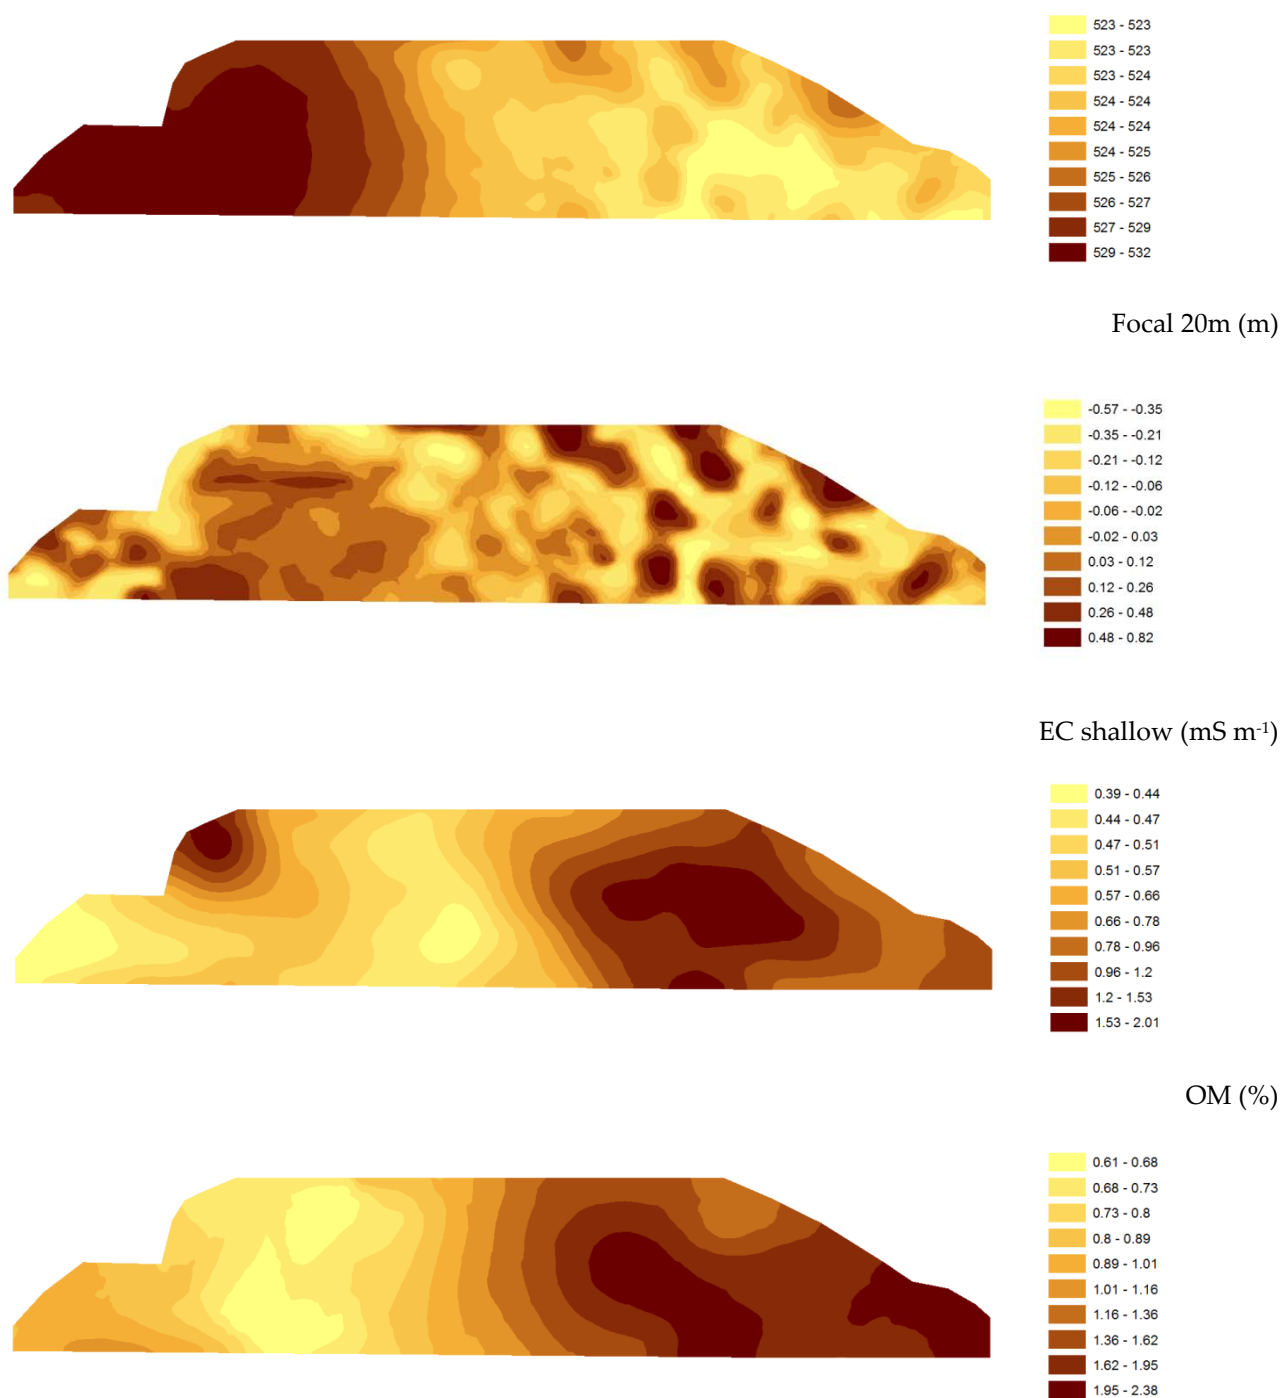 523 - 523
523 - 523
523 - 524
524 - 524
524 - 524
524 - 525
525 - 526
526 - 527
527 - 529
529 - 532
Focal 20m (m)
-0.57 - -0.35
-0.35 - -0.21
-0.21 - -0.12
-0.12 - -0.06
-0.06 - -0.02
-0.02 - 0.03
0.03 - 0.12
0.12 - 0.26
0.26 - 0.48
0.48 - 0.82
EC shallow (mS m-1)
0.39 - 0.44
0.44 - 0.47
0.47 - 0.51
0.51 - 0.57
0.57 - 0.66
0.66 - 0.78
0.78 - 0.96
0.96 - 1.2
1.2 - 1.53
1.53 - 2.01
OM (%)
0.61 - 0.68
0.68 - 0.73
0.73 - 0.8
0.8 - 0.89
0.89 - 1.01
1.01 - 1.16
1.16 - 1.36
1.36 - 1.62
1.62 - 1.95
1.95 - 2.38